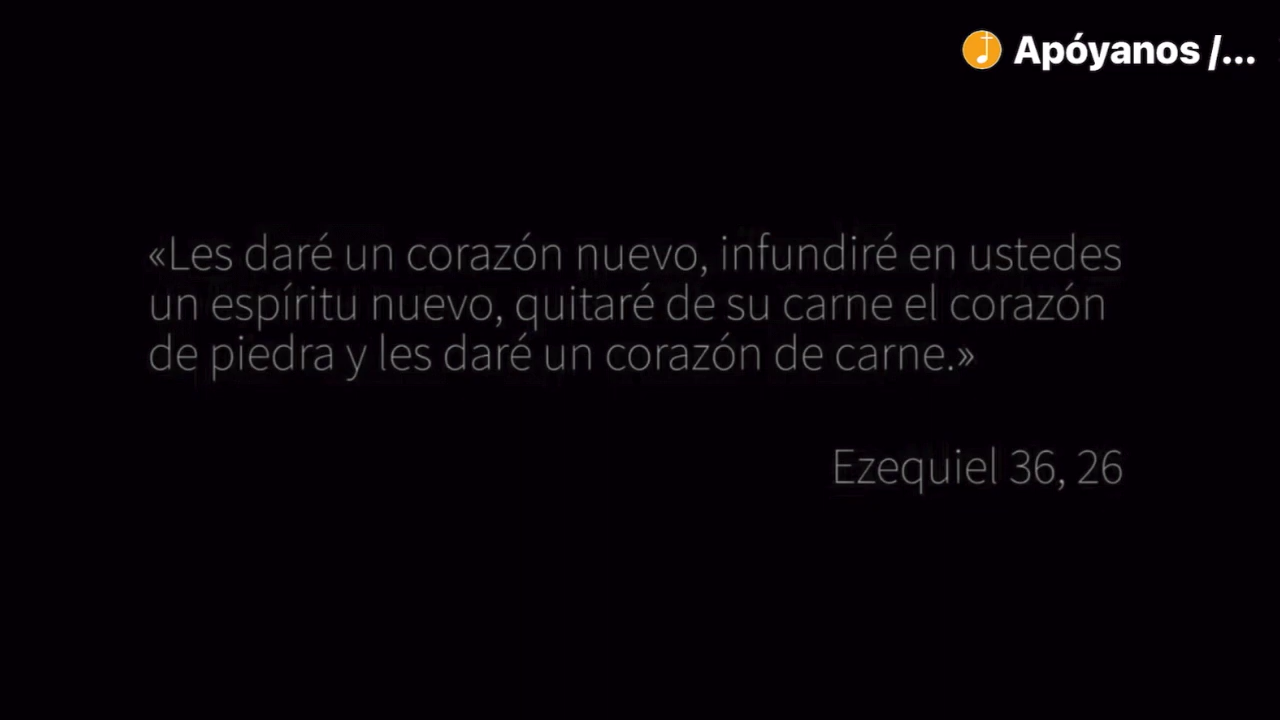 Apóyanos /...
«Les daré un corazón nuevo, infundiré en ustedes
un espíritu nuevo, quitaré de su carne el corazón
de piedra y les daré un corazón de carne.»
Ezequiel 36, 26